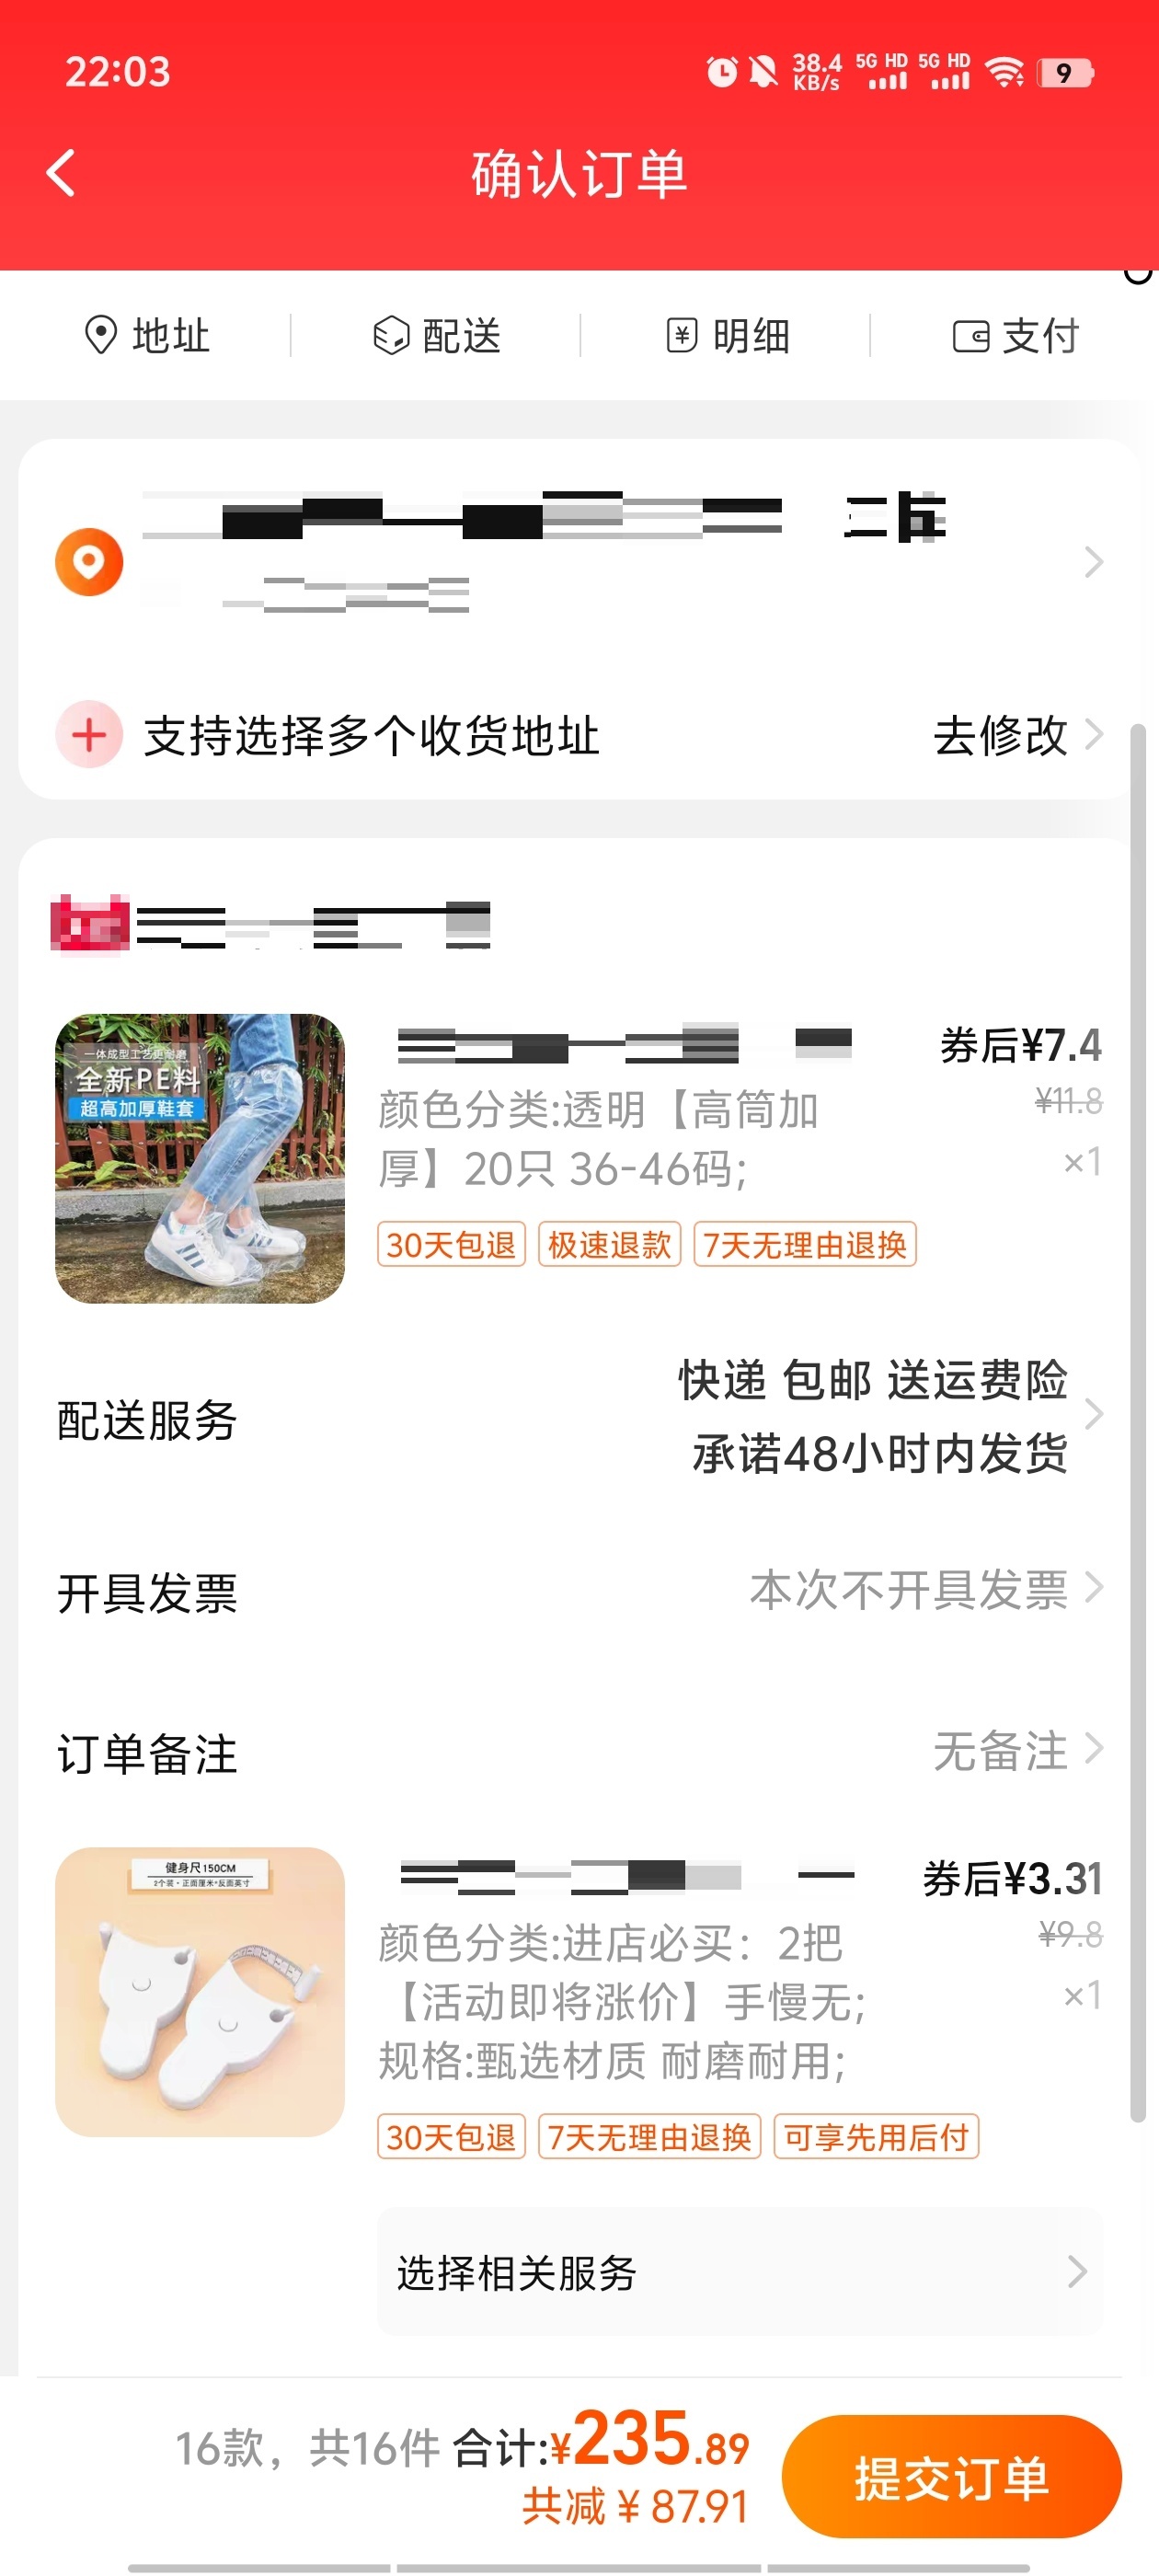 22:03
38.4 KB/s 5G HD 5G HD 9
确认订单
地址 配送 明细 支付
支持选择多个收货地址 去修改
一体成型工艺更耐磨
全新PE料
超高加厚鞋套
券后¥7.4
颜色分类:透明【高筒加 ¥11.8
厚】20只 36-46码; ×1
30天包退 极速退款 7天无理由退换
快递 包邮 送运费险
配送服务
承诺48小时内发货
开具发票 本次不开具发票
订单备注 无备注
健身尺150CM
2个装·正面厘米·反面英寸
券后¥3.31
颜色分类:进店必买：2把 ¥9.8
【活动即将涨价】手慢无; ×1
规格:甄选材质 耐磨耐用;
30天包退 7天无理由退换 可享先用后付
选择相关服务
16款，共16件 合计:¥235.89
共减 ¥ 87.91
提交订单